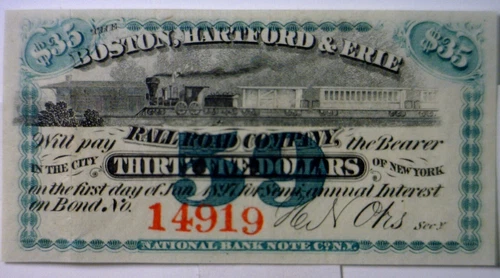 $35 THE $35
BOSTON, HARTFORD & ERIE
RAILROAD COMPANY,
Will pay the Bearer
IN THE CITY THIRTY FIVE DOLLARS OF NEW YORK
on the first day of Jan for Semi annual Interest
on Bond No. 14919 H N Otis Secy
NATIONAL BANK NOTE Co. N.Y.